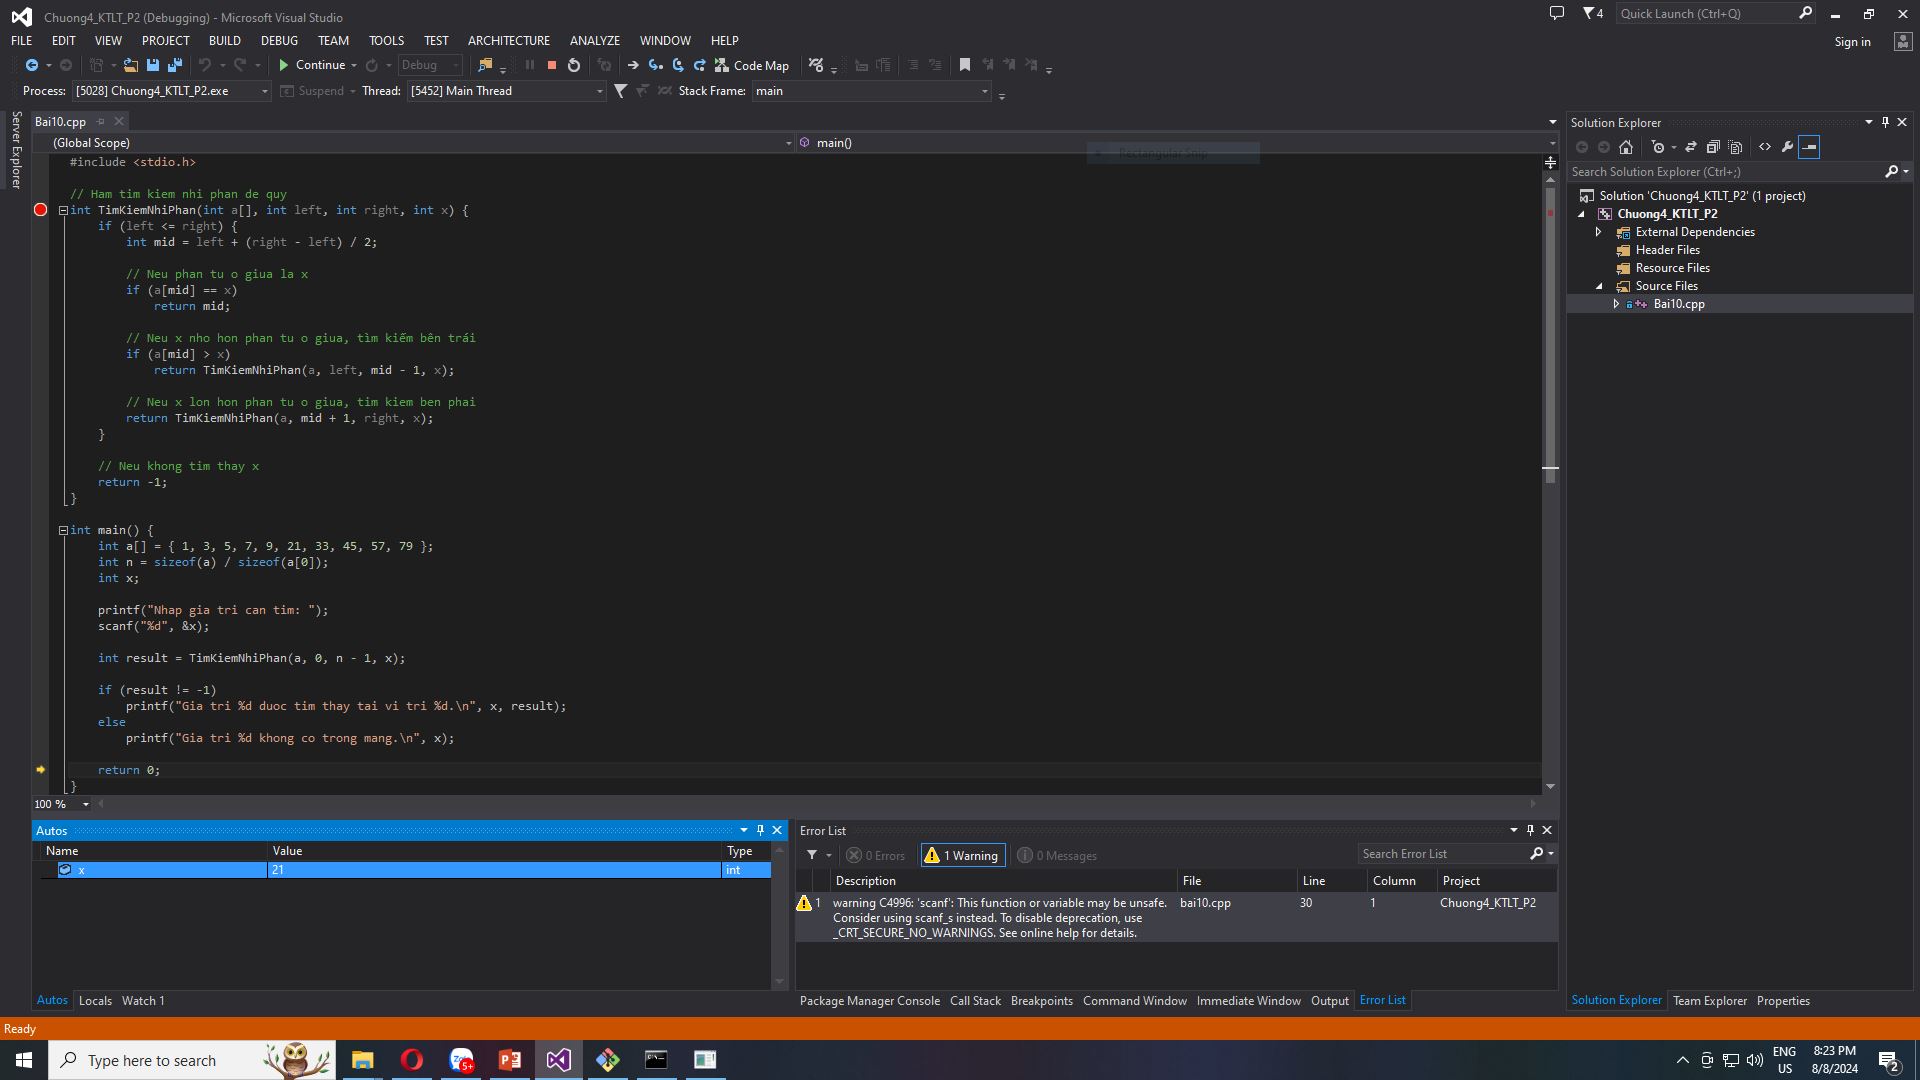 Chuong4_KTLT_P2 (Debugging) - Microsoft Visual Studio
4
Quick Launch (Ctrl+Q)
FILE EDIT VIEW PROJECT BUILD DEBUG TEAM TOOLS TEST ARCHITECTURE ANALYZE WINDOW HELP
Sign in
Continue Debug Code Map
Process: [5028] Chuong4_KTLT_P2.exe Suspend Thread: [5452] Main Thread Stack Frame: main
Server Explorer
Bai10.cpp
(Global Scope) main()
Rectangular Snip
#include <stdio.h>
// Ham tim kiem nhi phan de quy
int TimKiemNhiPhan(int a[], int left, int right, int x) {
if (left <= right) {
int mid = left + (right - left) / 2;
// Neu phan tu o giua la x
if (a[mid] == x)
return mid;
// Neu x nho hon phan tu o giua, tìm kiếm bên trái
if (a[mid] > x)
return TimKiemNhiPhan(a, left, mid - 1, x);
// Neu x lon hon phan tu o giua, tim kiem ben phai
return TimKiemNhiPhan(a, mid + 1, right, x);
}
// Neu khong tim thay x
return -1;
}
int main() {
int a[] = { 1, 3, 5, 7, 9, 21, 33, 45, 57, 79 };
int n = sizeof(a) / sizeof(a[0]);
int x;
printf("Nhap gia tri can tim: ");
scanf("%d", &x);
int result = TimKiemNhiPhan(a, 0, n - 1, x);
if (result != -1)
printf("Gia tri %d duoc tim thay tai vi tri %d.\n", x, result);
else
printf("Gia tri %d khong co trong mang.\n", x);
return 0;
}
100 %
Solution Explorer
Search Solution Explorer (Ctrl+;)
Solution 'Chuong4_KTLT_P2' (1 project)
Chuong4_KTLT_P2
External Dependencies
Header Files
Resource Files
Source Files
Bai10.cpp
Autos
Name Value Type
x 21 int
Autos Locals Watch 1
Error List
0 Errors 1 Warning 0 Messages Search Error List
Description File Line Column Project
1 warning C4996: 'scanf': This function or variable may be unsafe. bai10.cpp 30 1 Chuong4_KTLT_P2
Consider using scanf_s instead. To disable deprecation, use
_CRT_SECURE_NO_WARNINGS. See online help for details.
Package Manager Console Call Stack Breakpoints Command Window Immediate Window Output Error List
Solution Explorer Team Explorer Properties
Ready
Type here to search
Zalo
5+
ENG
US
8:23 PM
8/8/2024
2